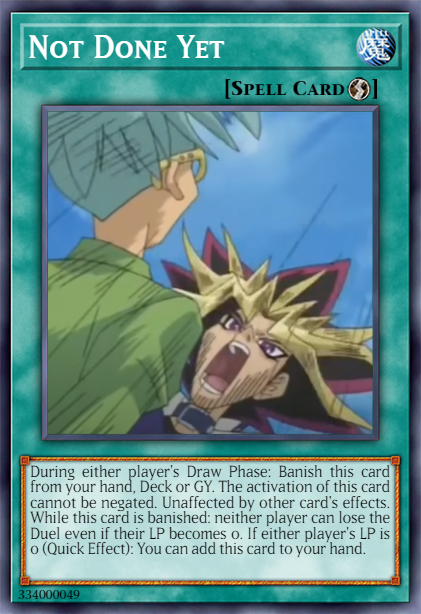 Not Done Yet
魔
[Spell Card]
During either player's Draw Phase: Banish this card
from your hand, Deck or GY. The activation of this card
cannot be negated. Unaffected by other card's effects.
While this card is banished: neither player can lose the
Duel even if their LP becomes 0. If either player's LP is
0 (Quick Effect): You can add this card to your hand.
334000049